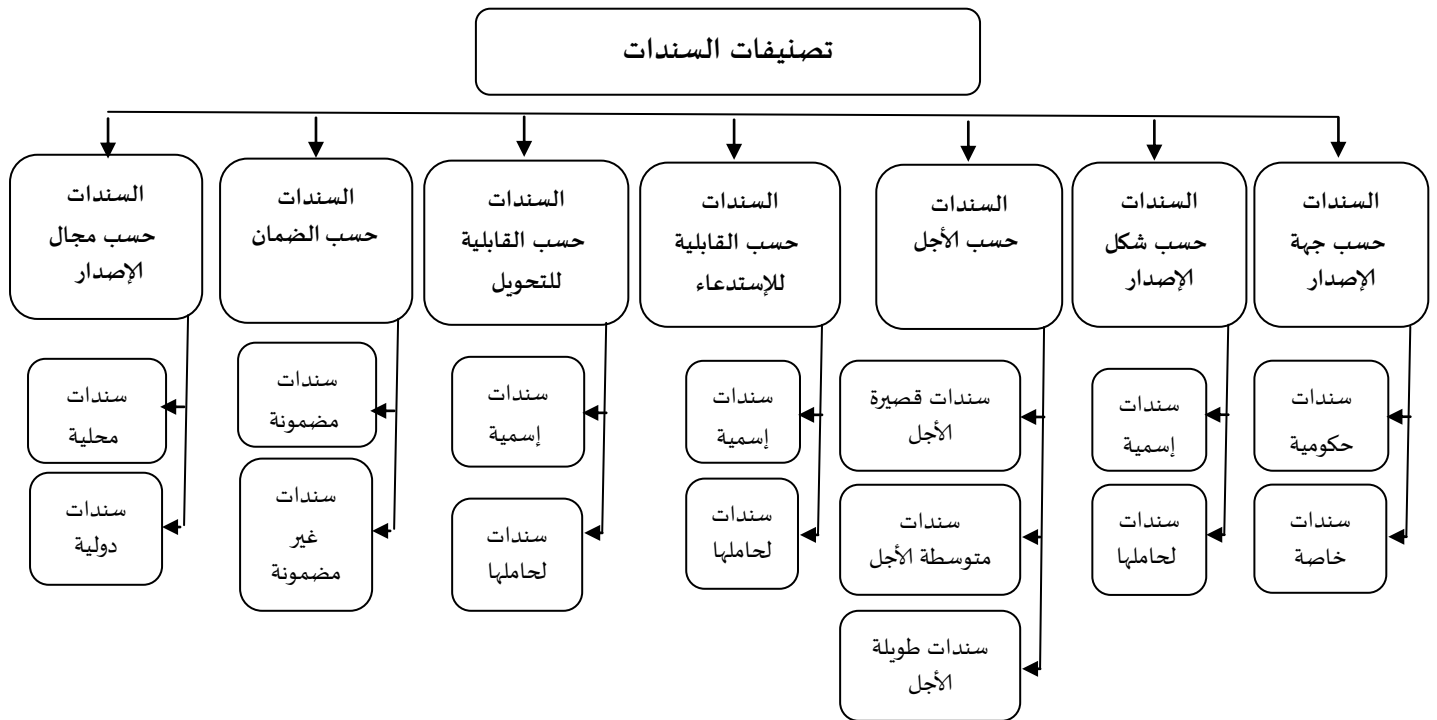 تصنيفات السندات
السندات
حسب جهة
الإصدار
سندات
حكومية
سندات
خاصة
السندات
حسب شكل
الإصدار
سندات
إسمية
سندات
لحاملها
السندات
حسب الأجل
سندات قصيرة
الأجل
سندات
متوسطة الأجل
سندات طويلة
الأجل
السندات
حسب القابلية
للإستدعاء
سندات
إسمية
سندات
لحاملها
السندات
حسب القابلية
للتحويل
سندات
إسمية
سندات
لحاملها
السندات
حسب الضمان
سندات
مضمونة
سندات
غير
مضمونة
السندات
حسب مجال
الإصدار
سندات
محلية
سندات
دولية